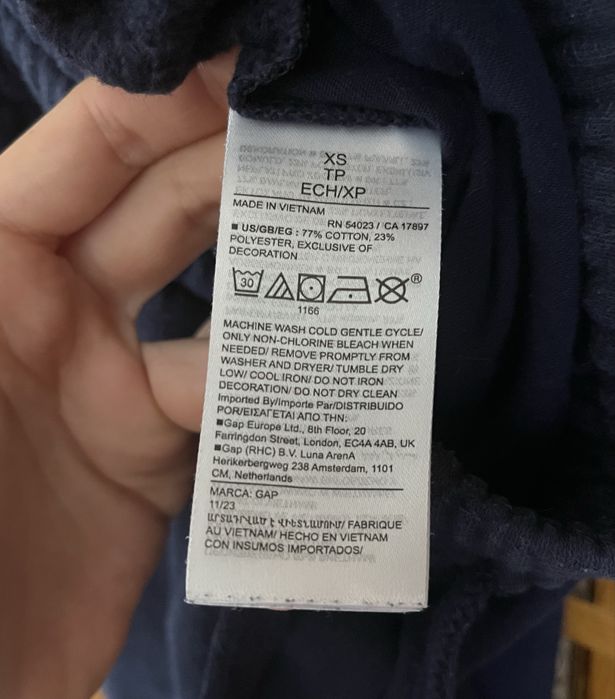 XS
TP
ECH/XP
MADE IN VIETNAM
RN 54023 / CA 17897
■ US/GB/EG : 77% COTTON, 23%
POLYESTER, EXCLUSIVE OF
DECORATION
30
®
1166
MACHINE WASH COLD GENTLE CYCLE/
ONLY NON-CHLORINE BLEACH WHEN
NEEDED/ REMOVE PROMPTLY FROM
WASHER AND DRYER/ TUMBLE DRY
LOW/ COOL IRON/ DO NOT IRON
DECORATION/ DO NOT DRY CLEAN
Imported By/Importe Par/DISTRIBUIDO
POR/ΕΙΣΑΓΕΤΑΙ ΑΠΟ ΤΗΝ:
■Gap Europe Ltd., 8th Floor, 20
Farringdon Street, London, EC4A 4AB, UK
■Gap (RHC) B.V. Luna ArenA
Herikerbergweg 238 Amsterdam, 1101
CM, Netherlands
MARCA: GAP
11/23
ԱՐՏԱԴՐՎԱԾ Է ՎԻԵՏՆԱՄՈՒՄ/ FABRIQUE
AU VIETNAM/ HECHO EN VIETNAM
CON INSUMOS IMPORTADOS/